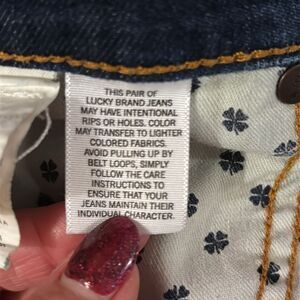 THIS PAIR OF
LUCKY BRAND JEANS
MAY HAVE INTENTIONAL
RIPS OR HOLES. COLOR
MAY TRANSFER TO LIGHTER
COLORED FABRICS.
AVOID PULLING UP BY
BELT LOOPS, SIMPLY
FOLLOW THE CARE
INSTRUCTIONS TO
ENSURE THAT YOUR
JEANS MAINTAIN THEIR
INDIVIDUAL CHARACTER.